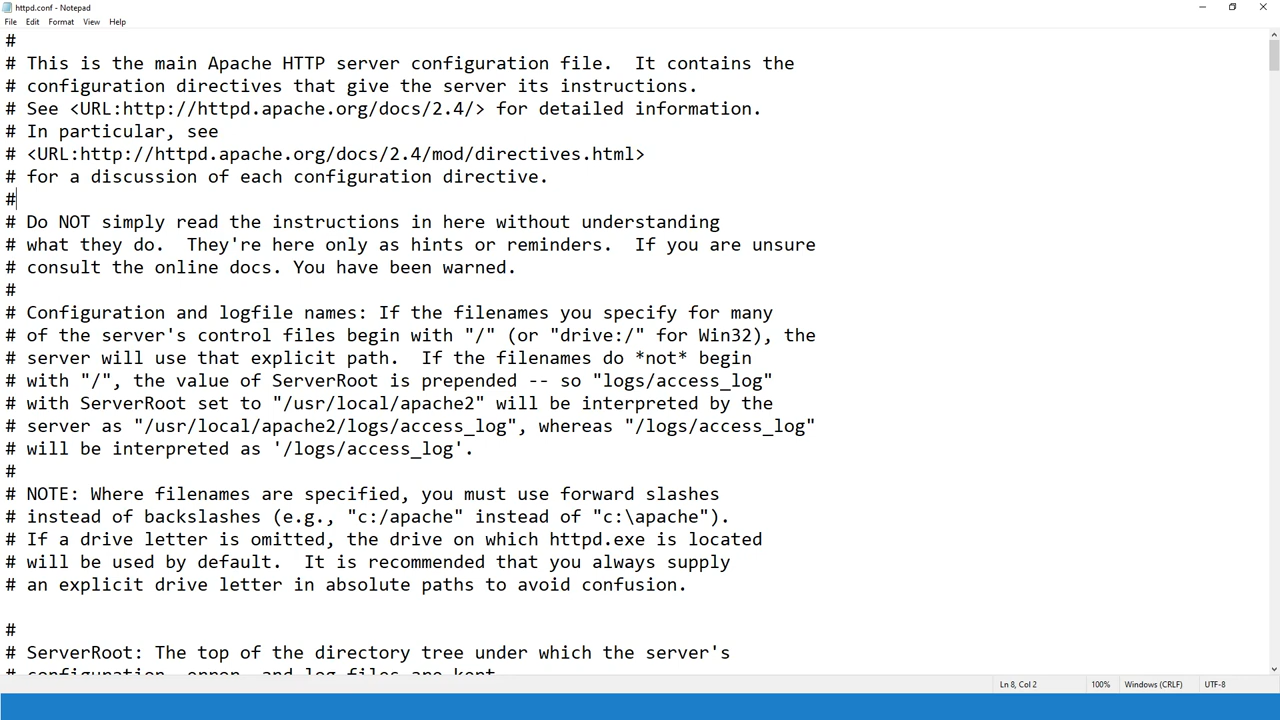 httpd.conf - Notepad
File Edit Format View Help
#
# This is the main Apache HTTP server configuration file.  It contains the
# configuration directives that give the server its instructions.
# See <URL:http://httpd.apache.org/docs/2.4/> for detailed information.
# In particular, see
# <URL:http://httpd.apache.org/docs/2.4/mod/directives.html>
# for a discussion of each configuration directive.
#
# Do NOT simply read the instructions in here without understanding
# what they do.  They're here only as hints or reminders.  If you are unsure
# consult the online docs. You have been warned.
#
# Configuration and logfile names: If the filenames you specify for many
# of the server's control files begin with "/" (or "drive:/" for Win32), the
# server will use that explicit path.  If the filenames do *not* begin
# with "/", the value of ServerRoot is prepended -- so "logs/access_log"
# with ServerRoot set to "/usr/local/apache2" will be interpreted by the
# server as "/usr/local/apache2/logs/access_log", whereas "/logs/access_log"
# will be interpreted as '/logs/access_log'.
#
# NOTE: Where filenames are specified, you must use forward slashes
# instead of backslashes (e.g., "c:/apache" instead of "c:\apache").
# If a drive letter is omitted, the drive on which httpd.exe is located
# will be used by default.  It is recommended that you always supply
# an explicit drive letter in absolute paths to avoid confusion.
#
# ServerRoot: The top of the directory tree under which the server's
# configuration, error, and log files are kept
Ln 8, Col 2 100% Windows (CRLF) UTF-8